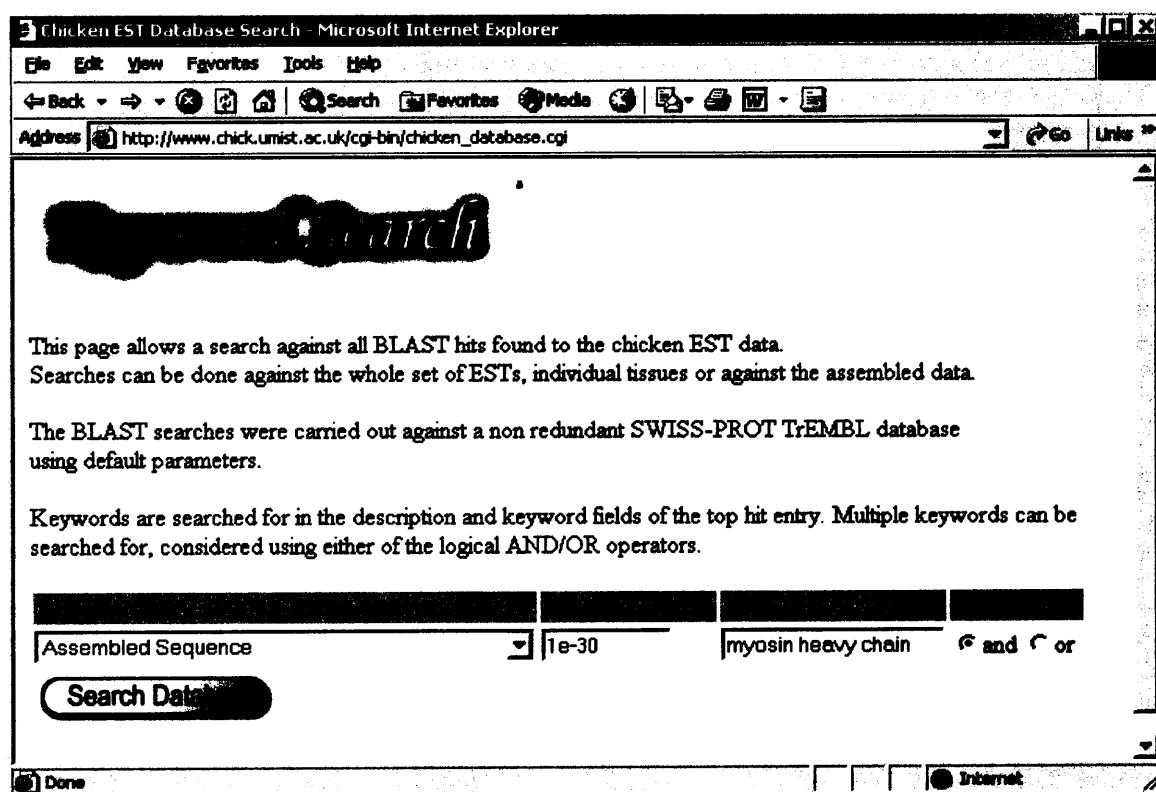 Chicken EST Database Search - Microsoft Internet Explorer
File Edit View Favorites Tools Help
Back Search Favorites Media
Address http://www.chick.umist.ac.uk/cgi-bin/chicken_database.cgi Go Links »
This page allows a search against all BLAST hits found to the chicken EST data.
Searches can be done against the whole set of ESTs, individual tissues or against the assembled data.
The BLAST searches were carried out against a non redundant SWISS-PROT TrEMBL database
using default parameters.
Keywords are searched for in the description and keyword fields of the top hit entry. Multiple keywords can be
searched for, considered using either of the logical AND/OR operators.
Assembled Sequence 1e-30 myosin heavy chain and or
Search
Done Internet